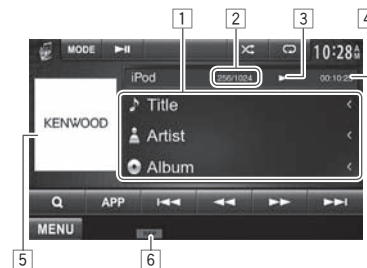 1 2 3 4
MODE 10:28
iPod 256/1024 00:10:25
Title
KENWOOD
Artist
Album
APP
MENU
5 6